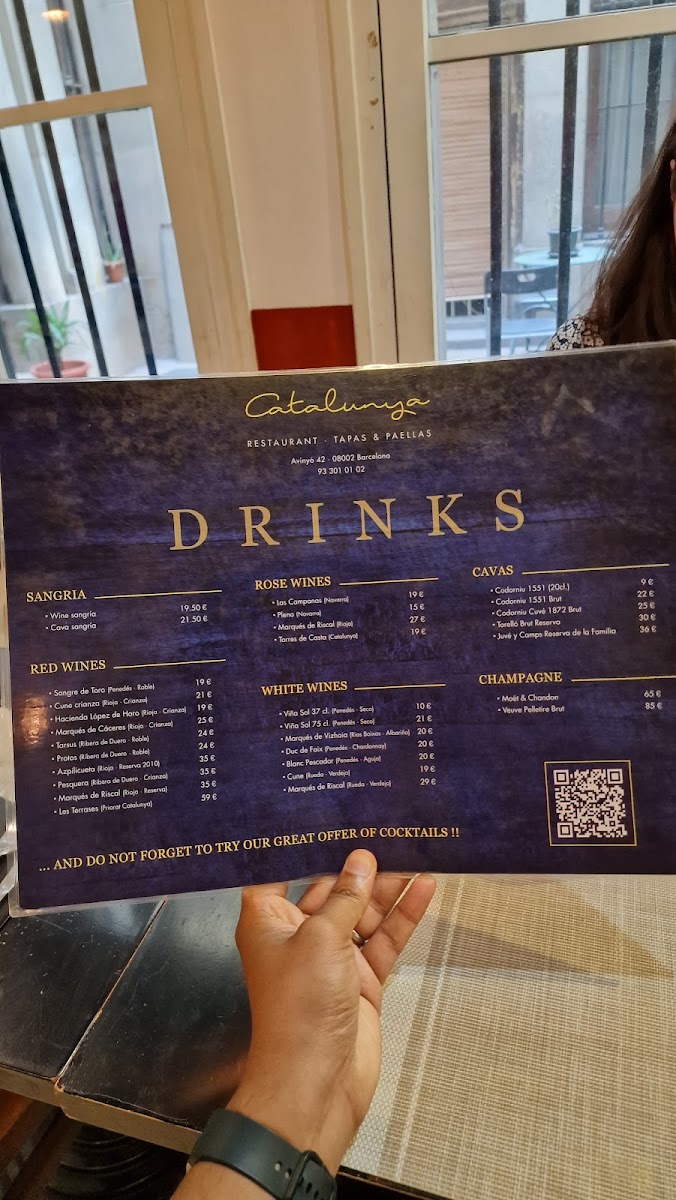 Catalunya
RESTAURANT · TAPAS & PAELLAS
Avinyó 42 · 08002 Barcelona
93 301 01 02
DRINKS
SANGRIA
• Wine sangria 19.50 €
• Cava sangria 21.50 €
RED WINES
• Sangre de Toro (Penedés · Roble) 19 €
• Cune crianza (Rioja · Crianza) 21 €
• Hacienda López de Haro (Rioja · Crianza) 19 €
• Marqués de Cáceres (Rioja · Crianza) 25 €
• Tarsus (Ribera de Duero · Roble) 24 €
• Protos (Ribera de Duero · Roble) 24 €
• Azpilicueta (Rioja · Reserva 2010) 35 €
• Pesquera (Ribera de Duero · Crianza) 35 €
• Marqués de Riscal (Rioja · Reserva) 35 €
• Les Terrases (Priorat Catalunya) 59 €
ROSE WINES
• Las Campanas (Navarra) 19 €
• Plena (Navarra) 15 €
• Marqués de Riscal (Rioja) 27 €
• Torres de Casta (Catalunya) 19 €
WHITE WINES
• Viña Sol 37 cl. (Penedés · Seco) 10 €
• Viña Sol 75 cl. (Penedés · Seco) 21 €
• Marqués de Vizhoia (Rias Baixas · Albariño) 20 €
• Duc de Foix (Penedés · Chardonnay) 20 €
• Blanc Pescador (Penedés · Aguja) 20 €
• Cune (Rueda · Verdejo) 19 €
• Marqués de Riscal (Rueda · Verdejo) 29 €
CAVAS
• Codorniu 1551 (20cl.) 9 €
• Codorniu 1551 Brut 22 €
• Codorniu Cuvé 1872 Brut 25 €
• Torelló Brut Reserva 30 €
• Juvé y Camps Reserva de la Familia 36 €
CHAMPAGNE
• Moët & Chandon 65 €
• Veuve Pelletire Brut 85 €
... AND DO NOT FORGET TO TRY OUR GREAT OFFER OF COCKTAILS !!